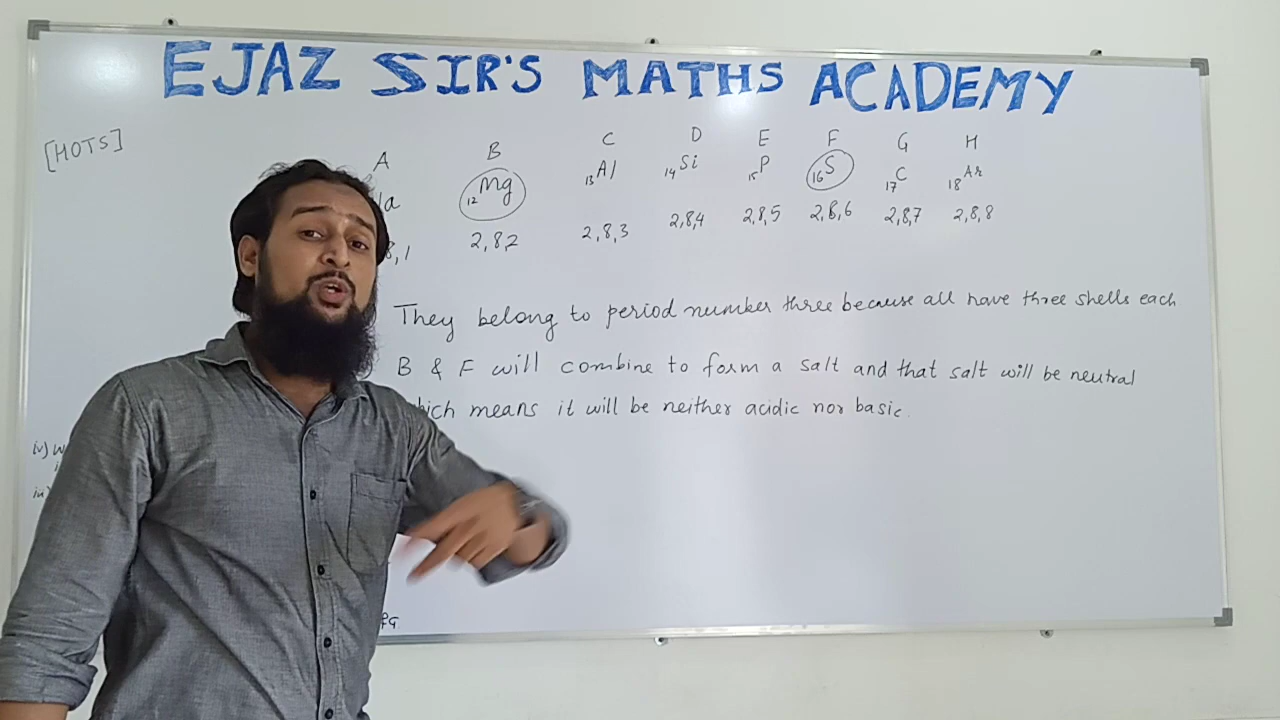 EJAZ SIR'S MATHS ACADEMY
[HOTS]
A B C D E F G H
12Mg 13Al 14Si 15P 16S 17C 18Ar
8,1 2,8,2 2,8,3 2,8,4 2,8,5 2,8,6 2,8,7 2,8,8
They belong to period number three because all have three shells each
B & F will combine to form a salt and that salt will be neutral
means it will be neither acidic nor basic.
iv)
iii)